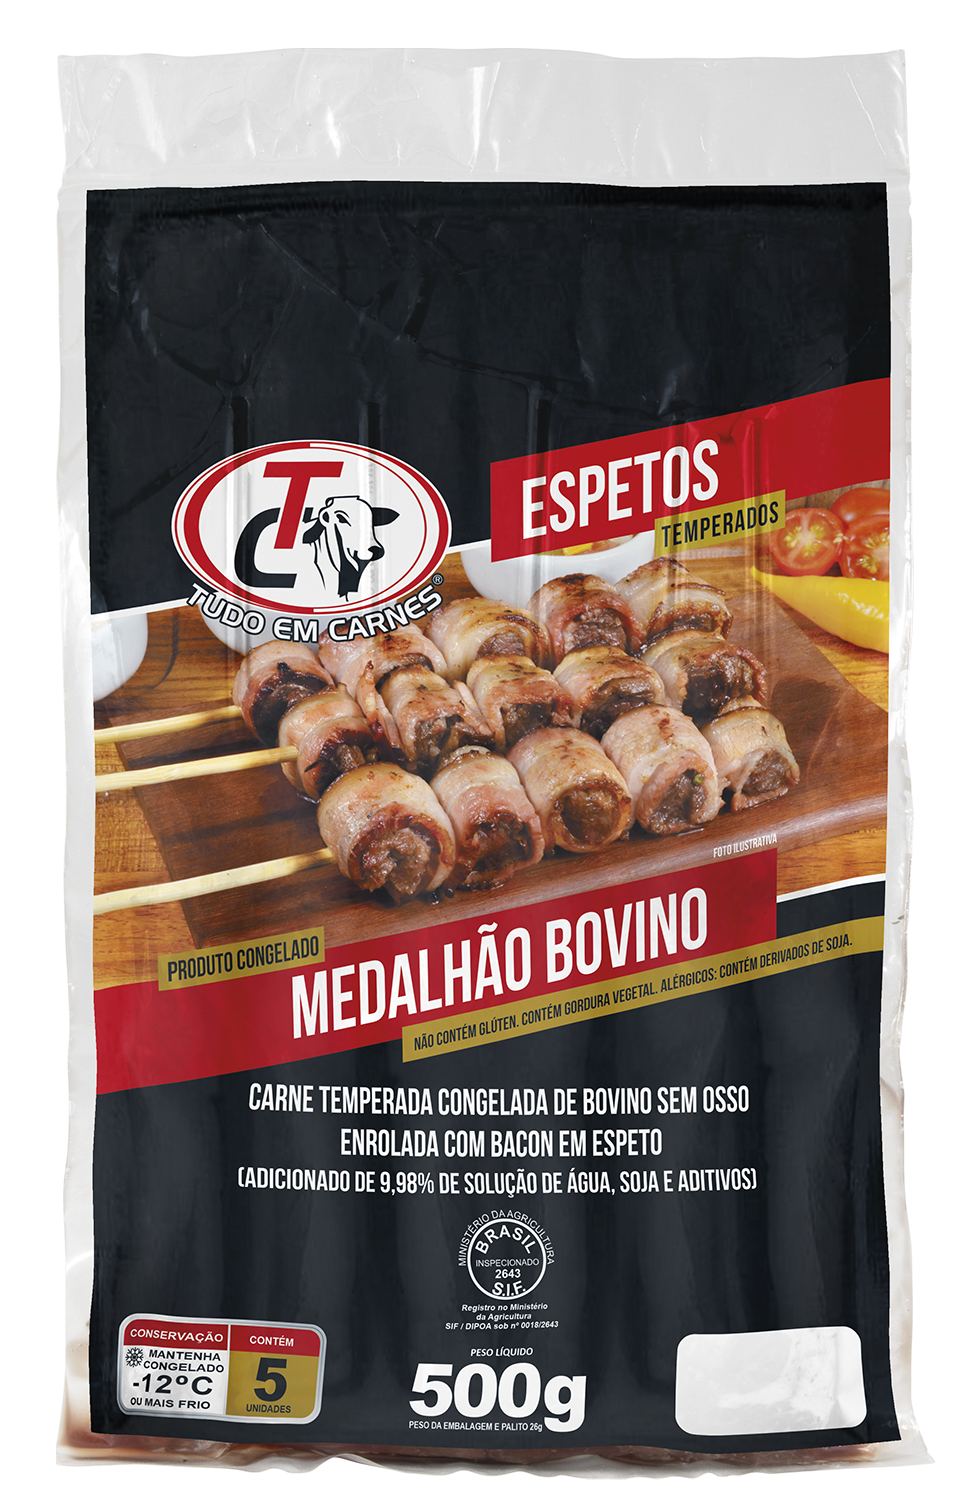 ESPETOS
TEMPERADOS
TC
TUDO EM CARNES®
FOTO ILUSTRATIVA
PRODUTO CONGELADO
MEDALHÃO BOVINO
NÃO CONTÉM GLÚTEN. CONTÉM GORDURA VEGETAL. ALÉRGICOS: CONTÉM DERIVADOS DE SOJA.
CARNE TEMPERADA CONGELADA DE BOVINO SEM OSSO
ENROLADA COM BACON EM ESPETO
(ADICIONADO DE 9,98% DE SOLUÇÃO DE ÁGUA, SOJA E ADITIVOS)
MINISTÉRIO DA AGRICULTURA
BRASIL
INSPECIONADO
2643
S.I.F.
Registro no Ministério
da Agricultura
SIF / DIPOA sob nº 0018/2643
CONSERVAÇÃO
MANTENHA
CONGELADO
-12ºC
OU MAIS FRIO
CONTÉM
5
UNIDADES
PESO LÍQUIDO
500g
PESO DA EMBALAGEM E PALITO 26g